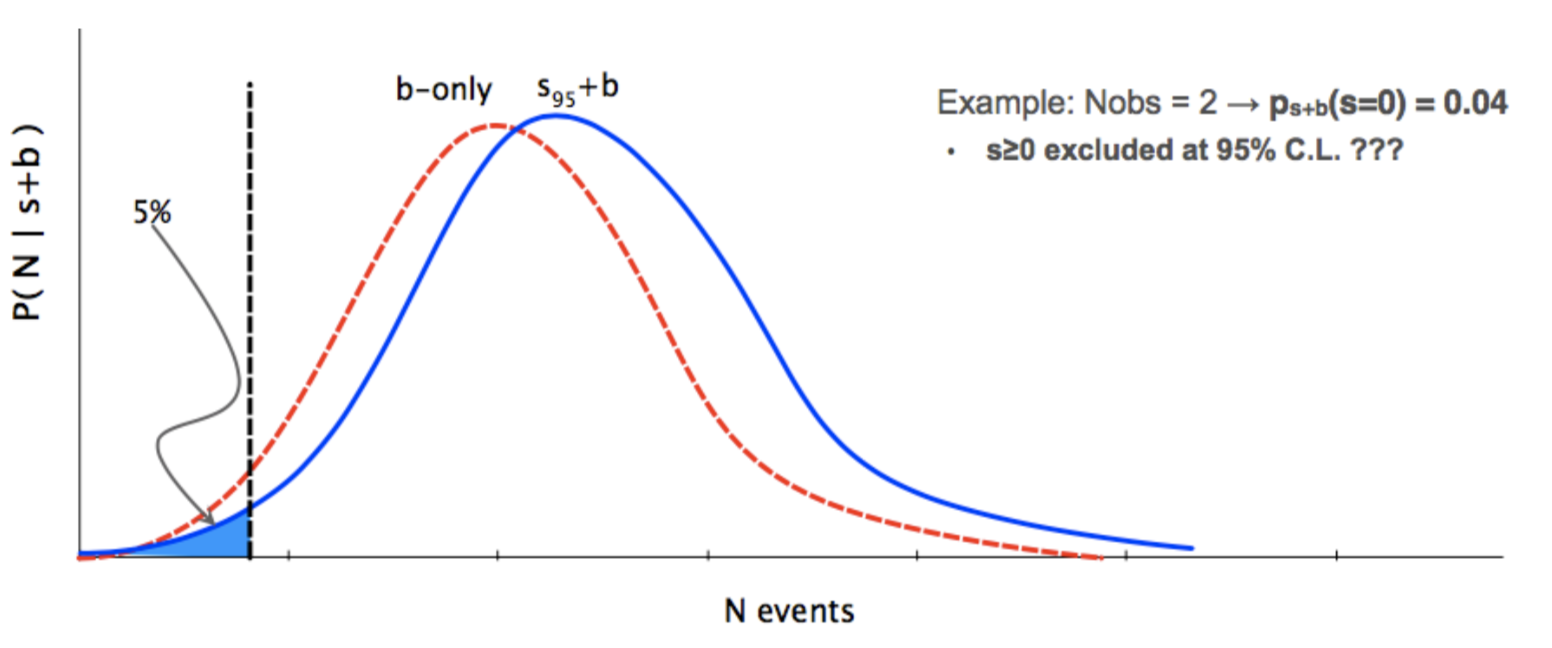 b-only
s₉₅+b
Example: Nobs = 2 → ps+b(s=0) = 0.04
• s≥0 excluded at 95% C.L. ???
5%
P( N | s+b )
N events